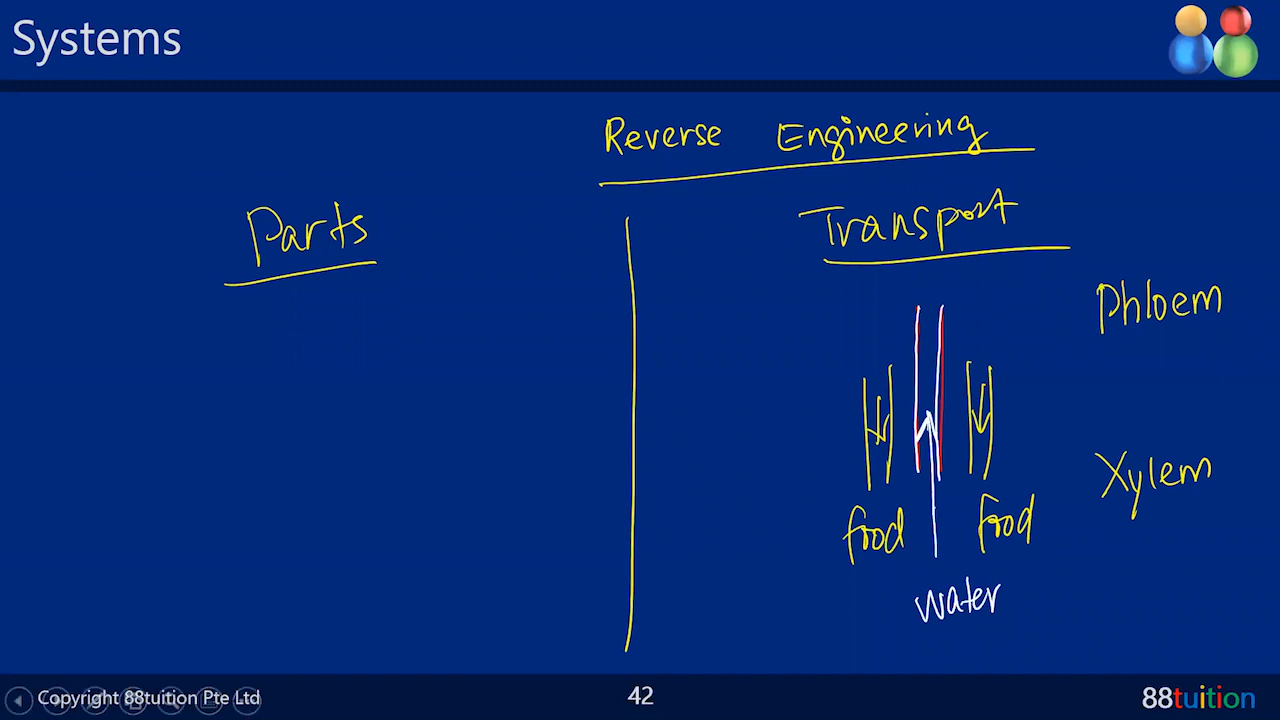 Systems
Reverse Engineering
Parts
Transport
Phloem
Xylem
food
food
water
Copyright 88tuition Pte Ltd
42
88tuition